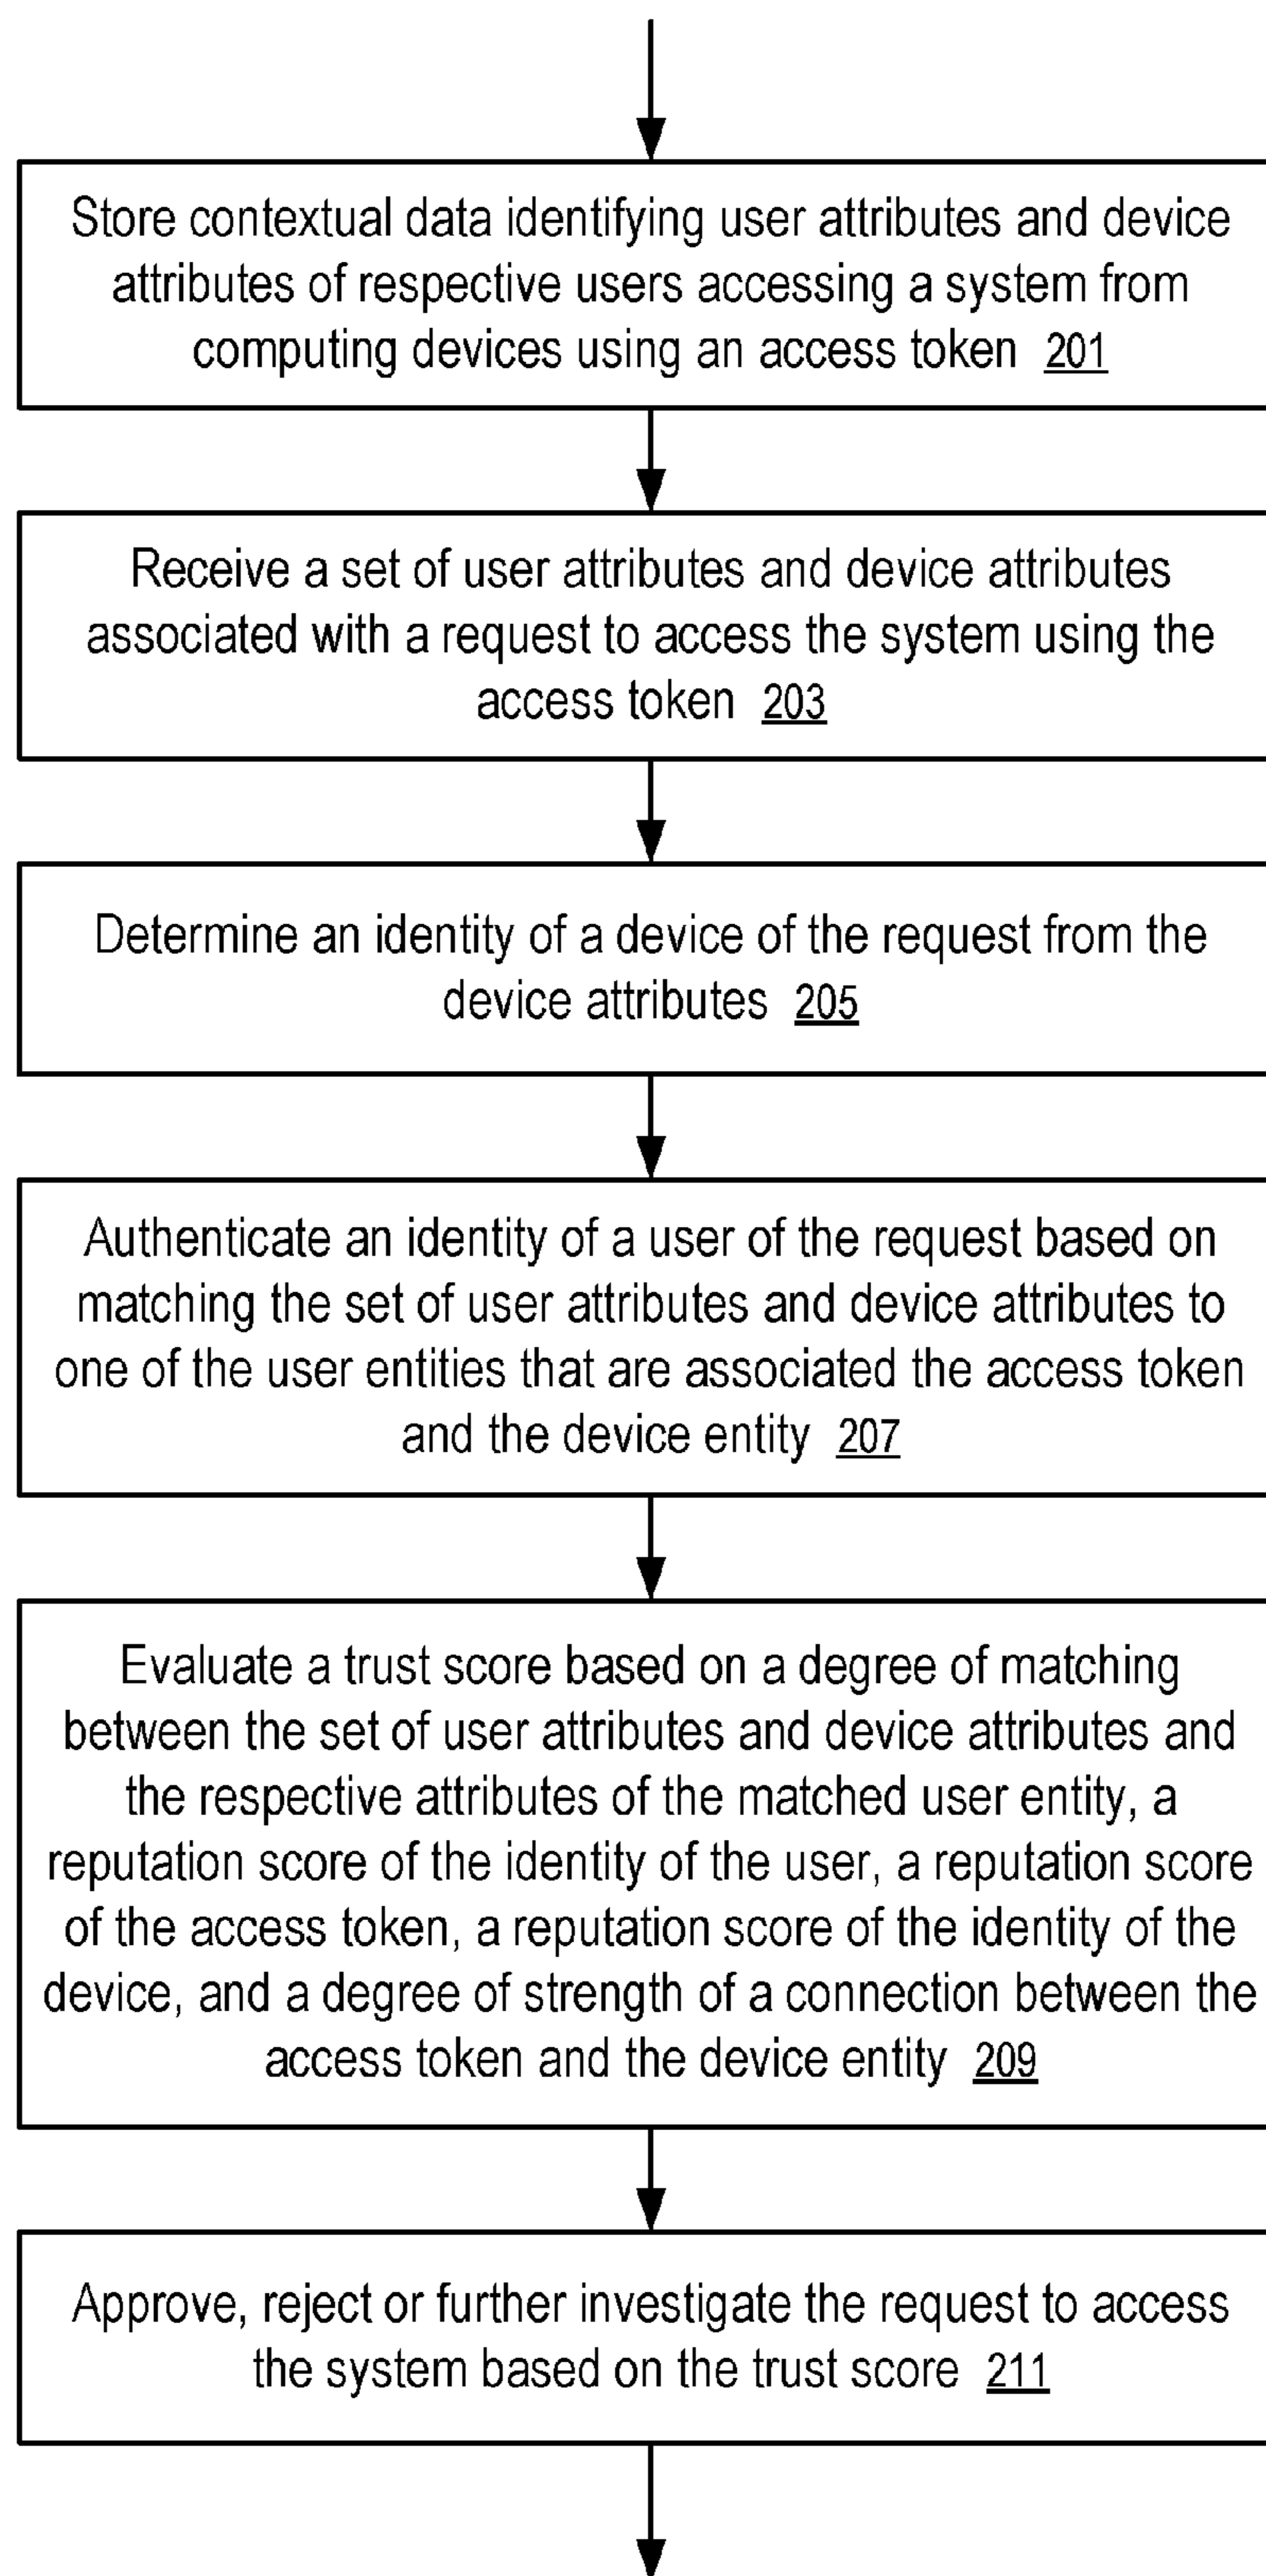 Store contextual data identifying user attributes and device
attributes of respective users accessing a system from
computing devices using an access token 201
Receive a set of user attributes and device attributes
associated with a request to access the system using the
access token 203
Determine an identity of a device of the request from the
device attributes 205
Authenticate an identity of a user of the request based on
matching the set of user attributes and device attributes to
one of the user entities that are associated the access token
and the device entity 207
Evaluate a trust score based on a degree of matching
between the set of user attributes and device attributes and
the respective attributes of the matched user entity, a
reputation score of the identity of the user, a reputation score
of the access token, a reputation score of the identity of the
device, and a degree of strength of a connection between the
access token and the device entity 209
Approve, reject or further investigate the request to access
the system based on the trust score 211